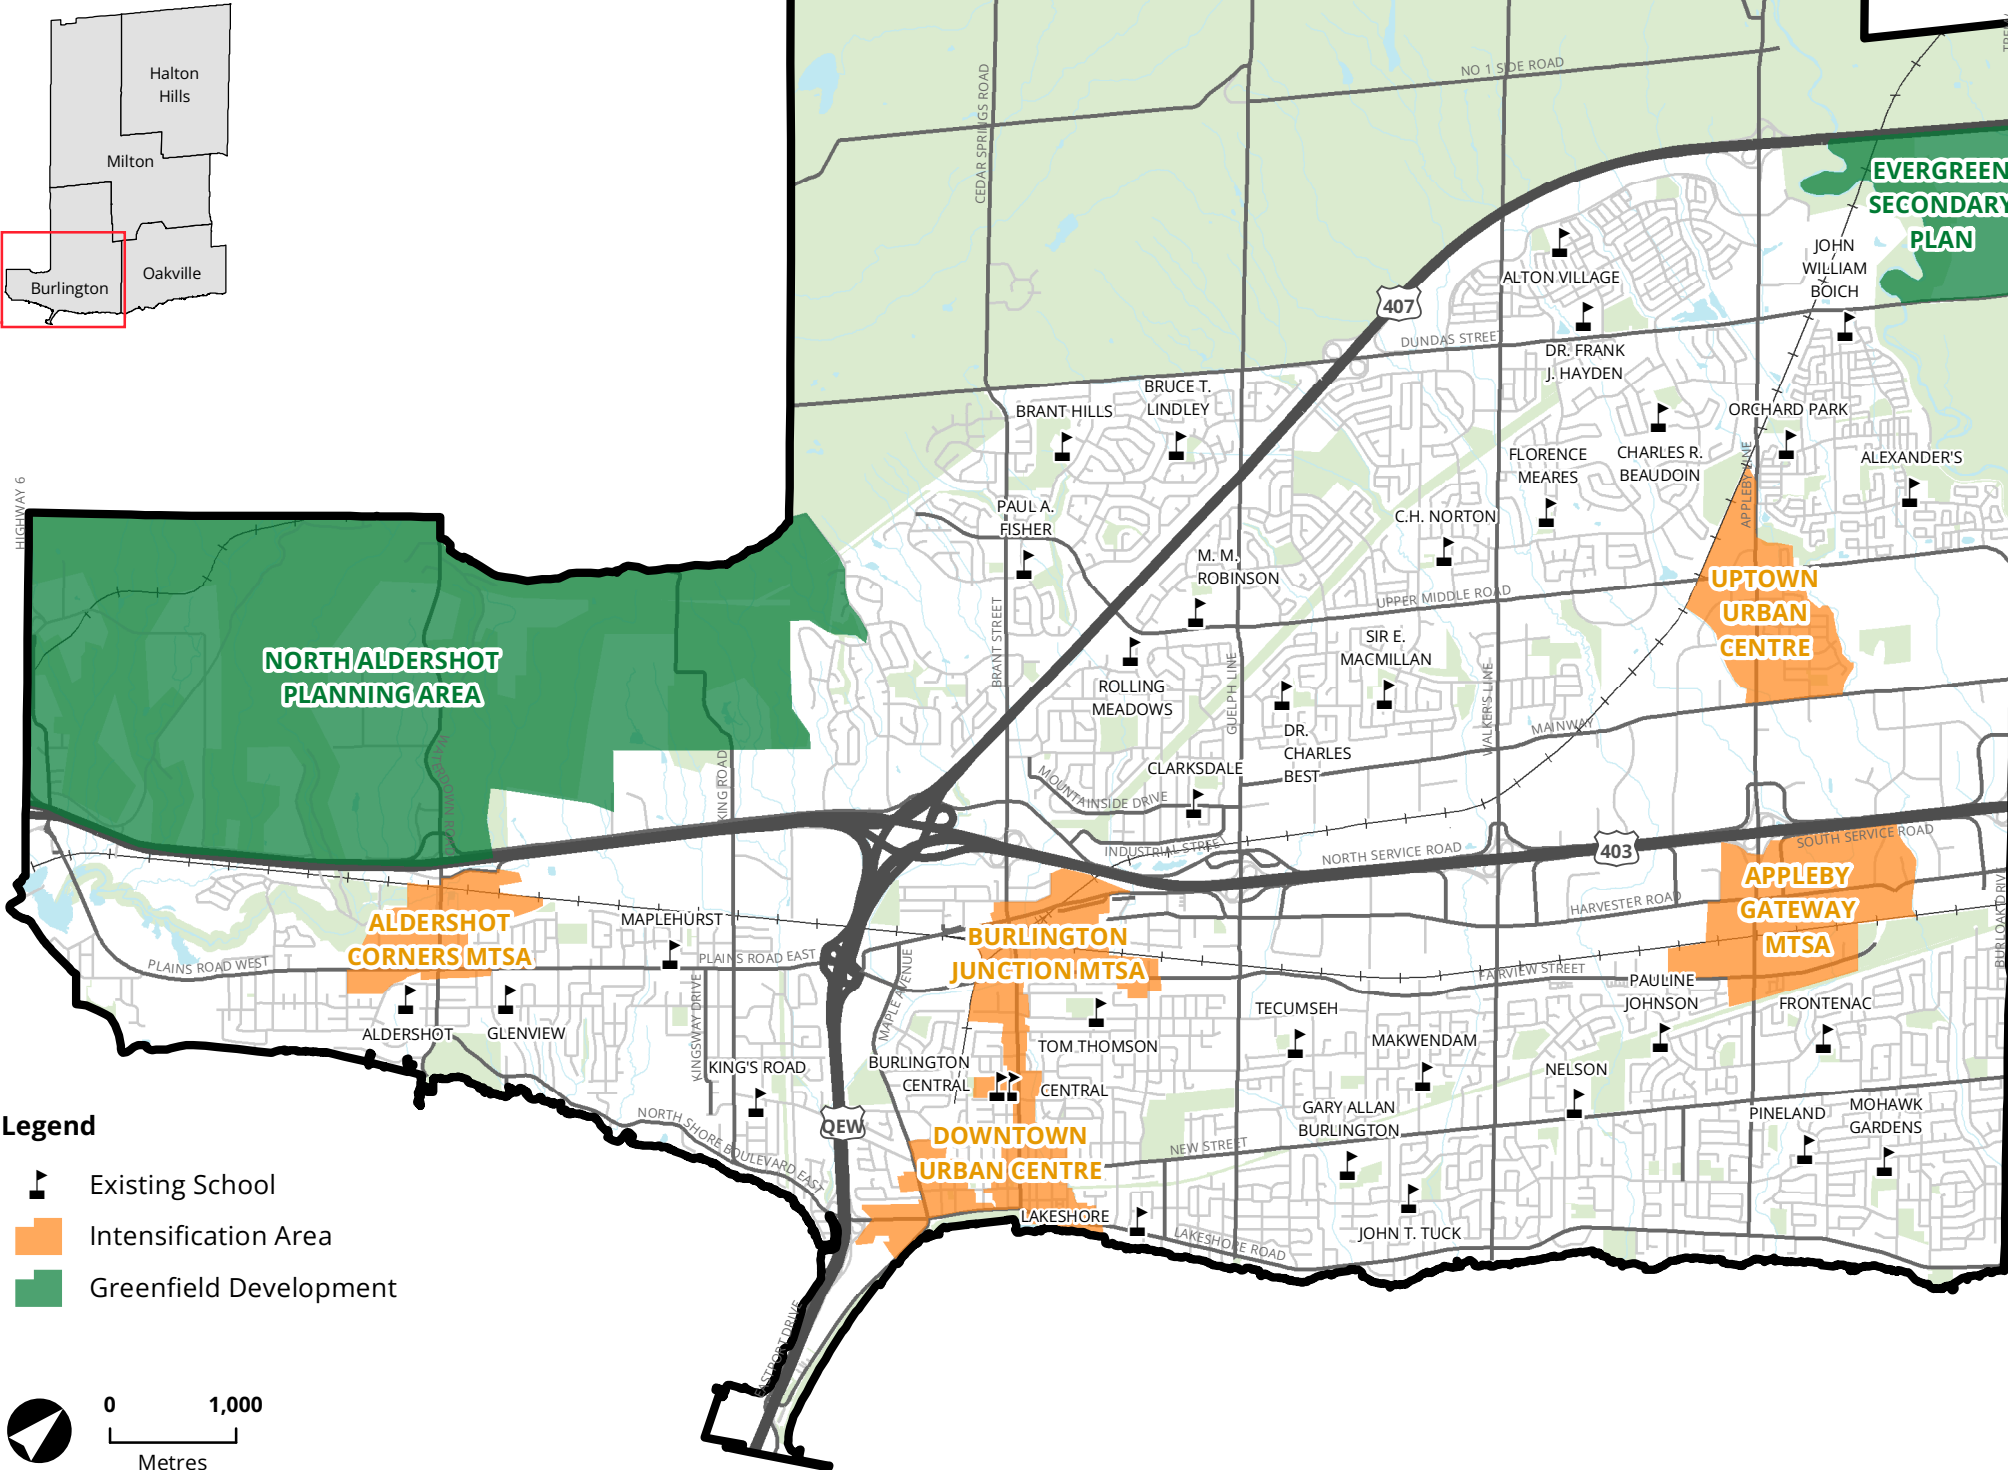 Halton
Hills
Milton
Oakville
Burlington
CEDAR SPRINGS ROAD
NO 1 SIDE ROAD
EVERGREEN
SECONDARY
PLAN
JOHN
WILLIAM
BOICH
ALTON VILLAGE
407
DUNDAS STREET
DR. FRANK
J. HAYDEN
BRUCE T.
LINDLEY
BRANT HILLS
ORCHARD PARK
CHARLES R.
BEAUDOIN
FLORENCE
MEARES
ALEXANDER'S
APPLEBY LINE
HIGHWAY 6
PAUL A.
FISHER
C.H. NORTON
M. M.
ROBINSON
UPTOWN
URBAN
CENTRE
UPPER MIDDLE ROAD
BRANT STREET
SIR E.
MACMILLAN
NORTH ALDERSHOT
PLANNING AREA
ROLLING
MEADOWS
GUELPH LINE
WALKER'S LINE
MAINWAY
DR.
CHARLES
BEST
CLARKSDALE
MOUNTAINSIDE DRIVE
KING ROAD
INDUSTRIAL STREET
NORTH SERVICE ROAD
403
SOUTH SERVICE ROAD
APPLEBY
GATEWAY
MTSA
HARVESTER ROAD
ALDERSHOT
CORNERS MTSA
MAPLEHURST
BURLINGTON
JUNCTION MTSA
PLAINS ROAD WEST
PLAINS ROAD EAST
FAIRVIEW STREET
MAPLE AVENUE
KINGSWAY DRIVE
PAULINE
JOHNSON
FRONTENAC
TECUMSEH
ALDERSHOT
GLENVIEW
TOM THOMSON
MAKWENDAM
KING'S ROAD
BURLINGTON
CENTRAL
CENTRAL
NELSON
GARY ALLAN
BURLINGTON
PINELAND
MOHAWK
GARDENS
QEW
NORTH SHORE BOULEVARD EAST
DOWNTOWN
URBAN CENTRE
NEW STREET
LAKESHORE
LAKESHORE ROAD
JOHN T. TUCK
EASTPORT DRIVE
Legend
Existing School
Intensification Area
Greenfield Development
0
1,000
Metres